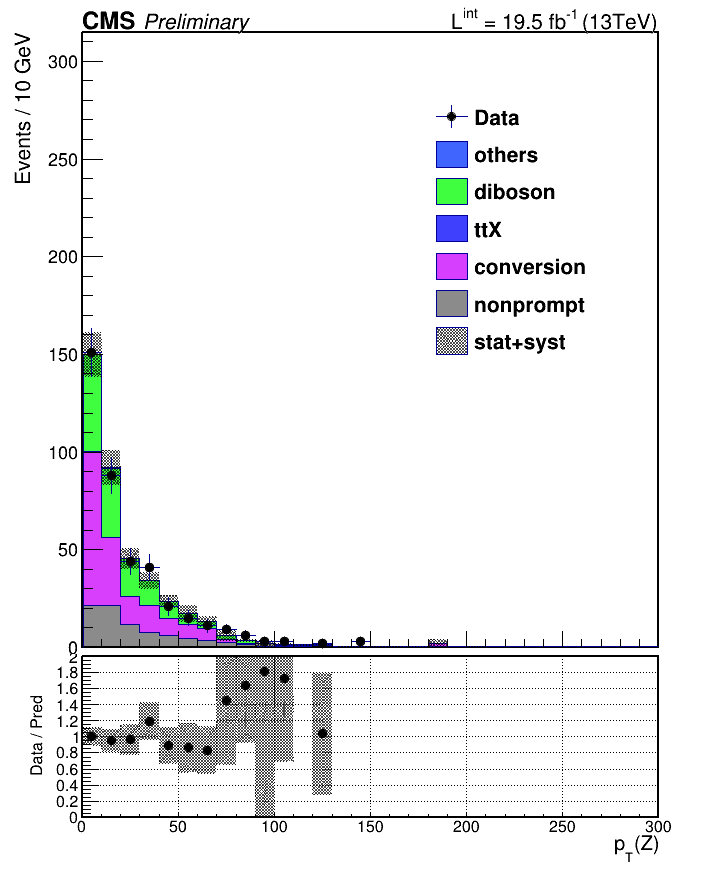 CMS Preliminary L^int = 19.5 fb^-1 (13TeV)
Events / 10 GeV
300
250
200
150
100
50
0
Data
others
diboson
ttX
conversion
nonprompt
stat+syst
Data / Pred
2
1.8
1.6
1.4
1.2
1
0.8
0.6
0.4
0.2
0
0 50 100 150 200 250 300
p_T(Z)